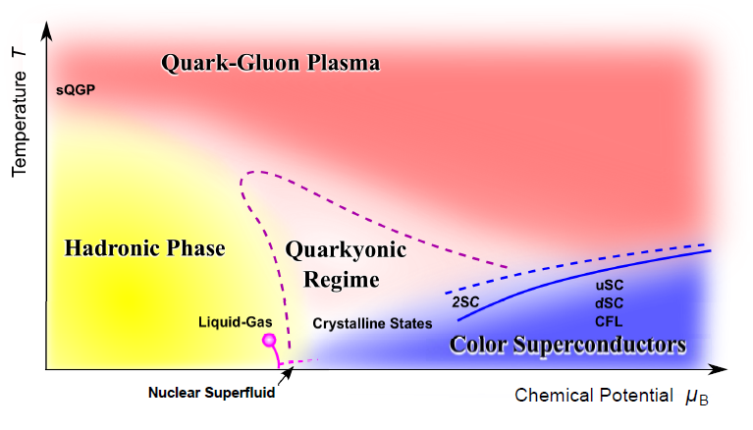 Temperature T
Quark-Gluon Plasma
sQGP
Hadronic Phase
Quarkyonic
Regime
2SC
uSC
dSC
CFL
Liquid-Gas
Crystalline States
Color Superconductors
Nuclear Superfluid
Chemical Potential μB